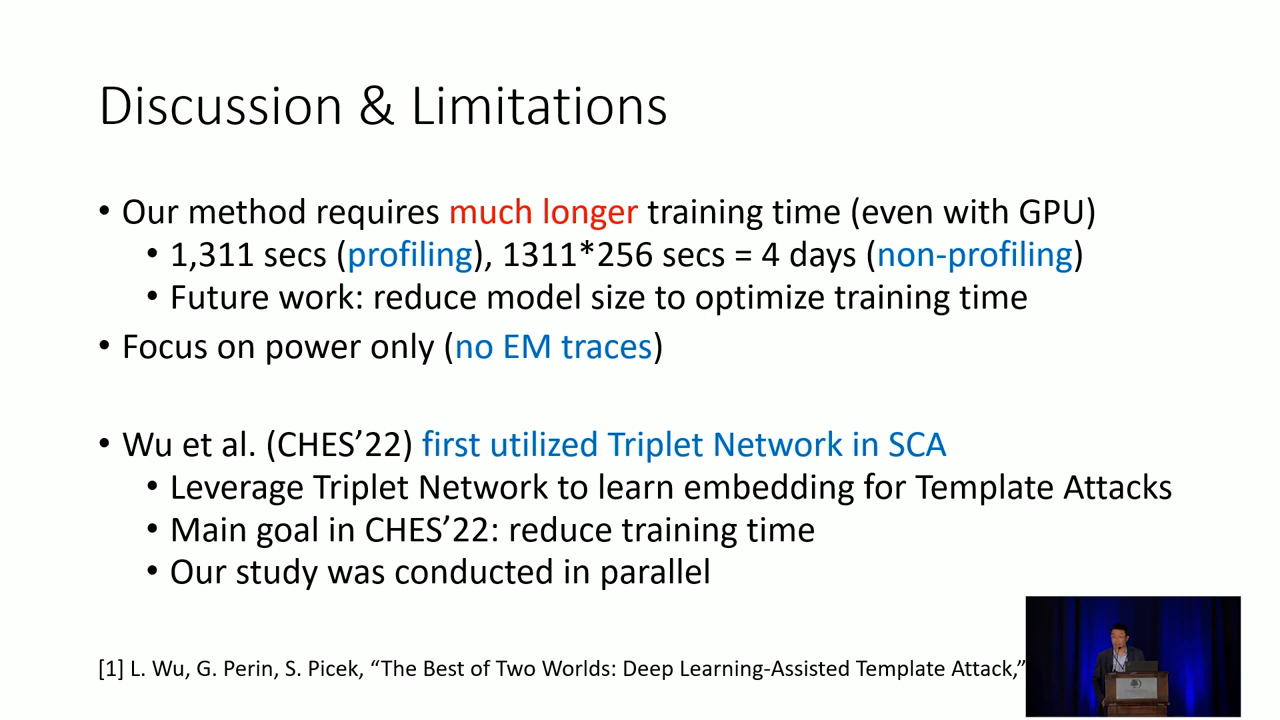 Discussion & Limitations
• Our method requires much longer training time (even with GPU)
• 1,311 secs (profiling), 1311*256 secs = 4 days (non-profiling)
• Future work: reduce model size to optimize training time
• Focus on power only (no EM traces)
• Wu et al. (CHES’22) first utilized Triplet Network in SCA
• Leverage Triplet Network to learn embedding for Template Attacks
• Main goal in CHES’22: reduce training time
• Our study was conducted in parallel
[1] L. Wu, G. Perin, S. Picek, “The Best of Two Worlds: Deep Learning-Assisted Template Attack,”